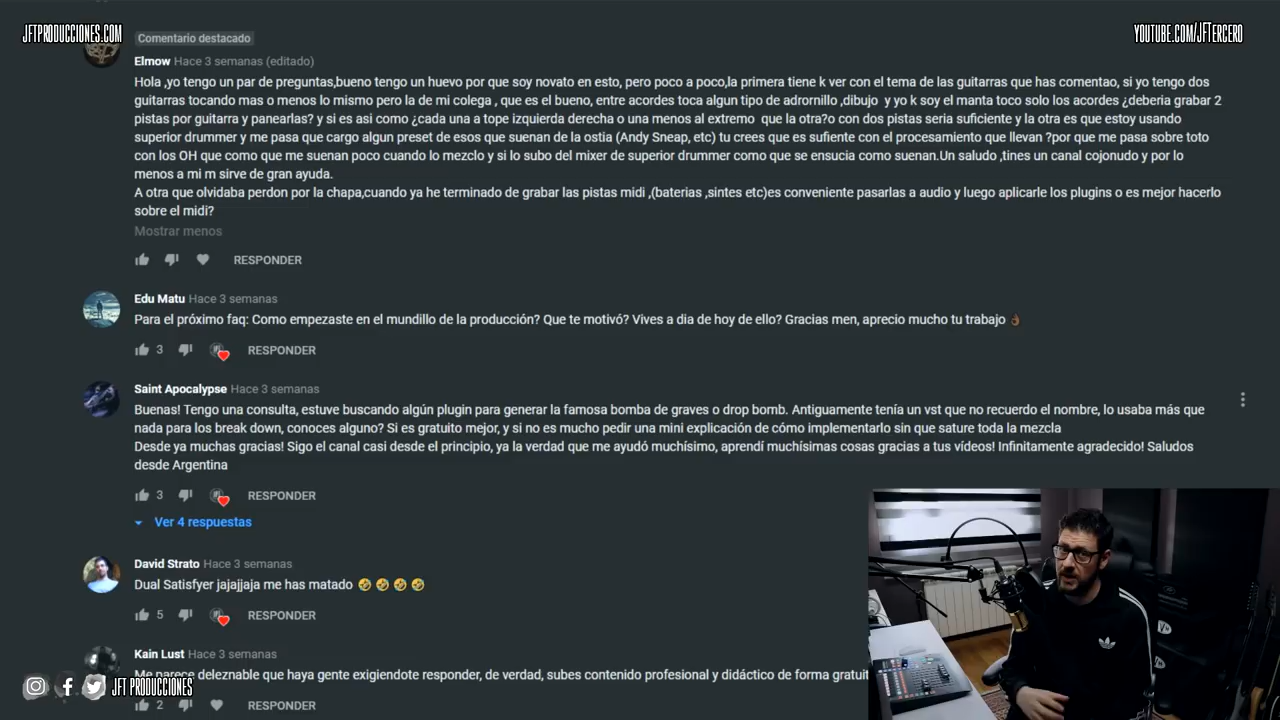 JFTPRODUCCIONES.COM
YOUTUBE.COM/JFTERCERO
Comentario destacado
Elmow Hace 3 semanas (editado)
Hola ,yo tengo un par de preguntas,bueno tengo un huevo por que soy novato en esto, pero poco a poco,la primera tiene k ver con el tema de las guitarras que has comentao, si yo tengo dos
guitarras tocando mas o menos lo mismo pero la de mi colega , que es el bueno, entre acordes toca algun tipo de adrornillo ,dibujo y yo k soy el manta toco solo los acordes ¿deberia grabar 2
pistas por guitarra y panearlas? y si es asi como ¿cada una a tope izquierda derecha o una menos al extremo que la otra?o con dos pistas seria suficiente y la otra es que estoy usando
superior drummer y me pasa que cargo algun preset de esos que suenan de la ostia (Andy Sneap, etc) tu crees que es sufiente con el procesamiento que llevan ?por que me pasa sobre toto
con los OH que como que me suenan poco cuando lo mezclo y si lo subo del mixer de superior drummer como que se ensucia como suenan.Un saludo ,tines un canal cojonudo y por lo
menos a mi m sirve de gran ayuda.
A otra que olvidaba perdon por la chapa,cuando ya he terminado de grabar las pistas midi ,(baterias ,sintes etc)es conveniente pasarlas a audio y luego aplicarle los plugins o es mejor hacerlo
sobre el midi?
Mostrar menos
RESPONDER
Edu Matu Hace 3 semanas
Para el próximo faq: Como empezaste en el mundillo de la producción? Que te motivó? Vives a dia de hoy de ello? Gracias men, aprecio mucho tu trabajo 👌🏾
3 RESPONDER
Saint Apocalypse Hace 3 semanas
Buenas! Tengo una consulta, estuve buscando algún plugin para generar la famosa bomba de graves o drop bomb. Antiguamente tenía un vst que no recuerdo el nombre, lo usaba más que
nada para los break down, conoces alguno? Si es gratuito mejor, y si no es mucho pedir una mini explicación de cómo implementarlo sin que sature toda la mezcla
Desde ya muchas gracias! Sigo el canal casi desde el principio, ya la verdad que me ayudó muchísimo, aprendí muchísimas cosas gracias a tus vídeos! Infinitamente agradecido! Saludos
desde Argentina
3 RESPONDER
Ver 4 respuestas
David Strato Hace 3 semanas
Dual Satisfyer jajajjaja me has matado 🤣🤣🤣🤣
5 RESPONDER
Kain Lust Hace 3 semanas
Me parece deleznable que haya gente exigiendote responder, de verdad, subes contenido profesional y didáctico de forma gratuit
JFT PRODUCCIONES
2 RESPONDER